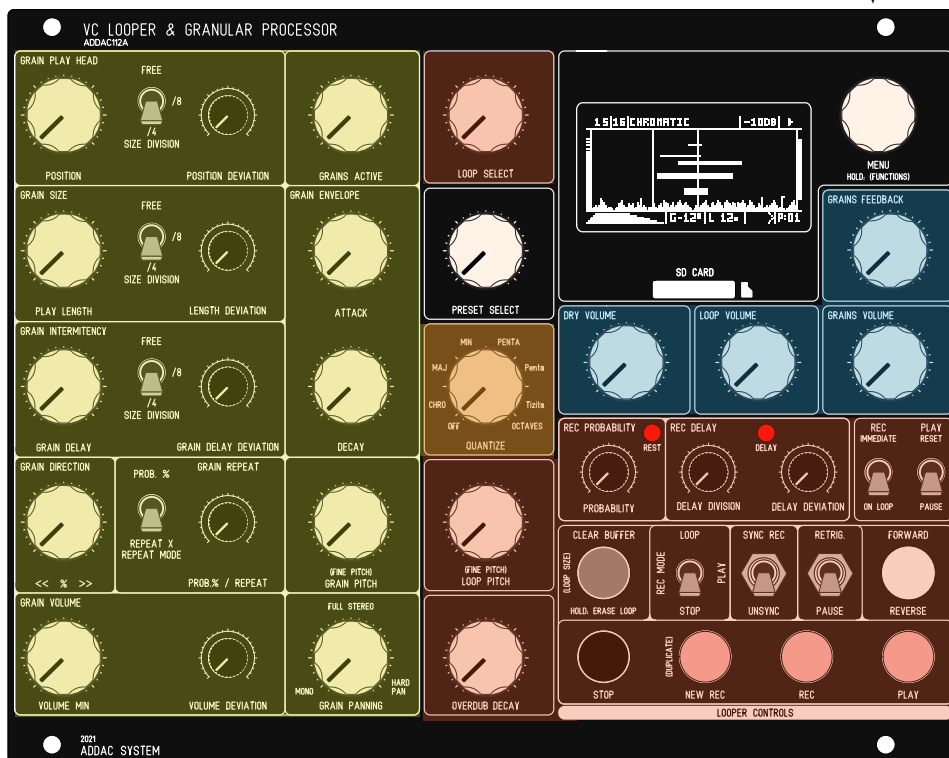 VC LOOPER & GRANULAR PROCESSOR
ADDAC112A
GRAIN PLAY HEAD
FREE
/8
/4
SIZE DIVISION
POSITION
POSITION DEVIATION
GRAINS ACTIVE
LOOP SELECT
15|16|CHROMATIC |-10DB|
|G-12
|L 12
P:01
MENU
HOLD: (FUNCTIONS)
SD CARD
GRAIN SIZE
FREE
/8
/4
SIZE DIVISION
PLAY LENGTH
LENGTH DEVIATION
GRAIN ENVELOPE
ATTACK
PRESET SELECT
GRAINS FEEDBACK
DRY VOLUME
LOOP VOLUME
GRAINS VOLUME
GRAIN INTERMITENCY
FREE
/8
/4
SIZE DIVISION
GRAIN DELAY
GRAIN DELAY DEVIATION
DECAY
MIN
PENTA
MAJ
Penta
CHRO
Tizita
OFF
OCTAVES
QUANTIZE
REC PROBABILITY
REST
PROBABILITY
REC DELAY
DELAY
DELAY DIVISION
DELAY DEVIATION
REC
IMMEDIATE
ON LOOP
PLAY
RESET
PAUSE
GRAIN DIRECTION
<< % >>
PROB. %
GRAIN REPEAT
REPEAT X
REPEAT MODE
PROB.% / REPEAT
(FINE PITCH)
GRAIN PITCH
(FINE PITCH)
LOOP PITCH
CLEAR BUFFER
(LOOP SIZE)
HOLD: ERASE LOOP
LOOP
REC MODE
PLAY
STOP
SYNC REC
UNSYNC
RETRIG.
PAUSE
FORWARD
REVERSE
GRAIN VOLUME
VOLUME MIN
VOLUME DEVIATION
FULL STEREO
MONO
HARD
PAN
GRAIN PANNING
OVERDUB DECAY
STOP
(DUPLICATE)
NEW REC
REC
PLAY
LOOPER CONTROLS
2021
ADDAC SYSTEM